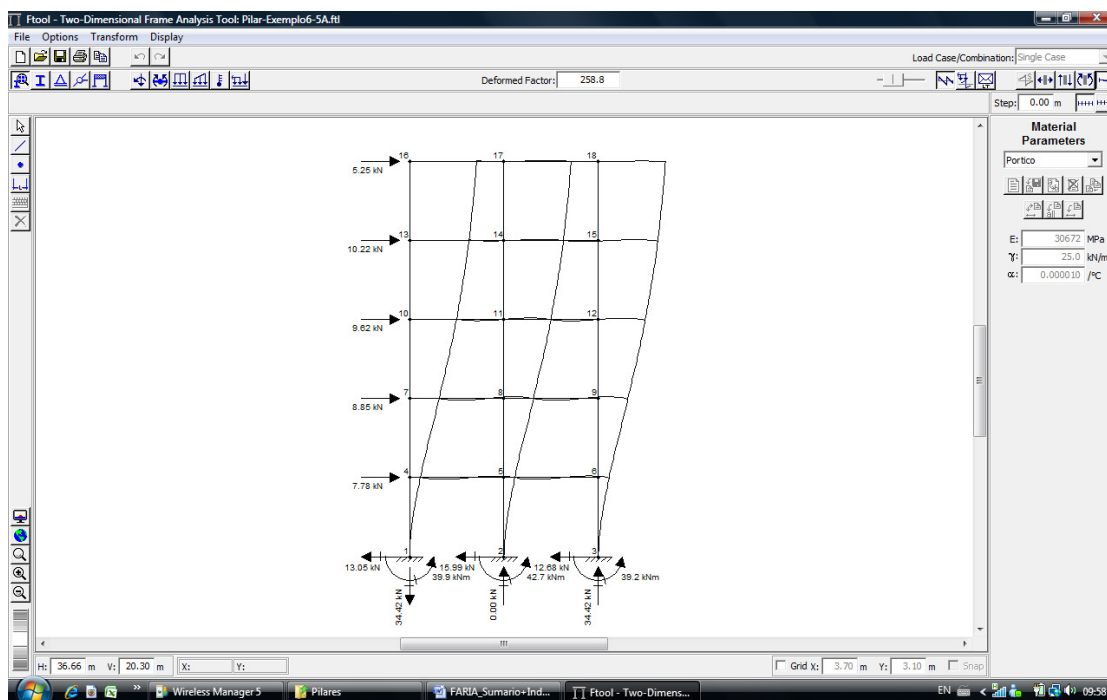 Ftool - Two-Dimensional Frame Analysis Tool: Pilar-Exemplo6-5A.ftl
File Options Transform Display
Load Case/Combination: Single Case
Deformed Factor: 258.8
Step: 0.00 m
Material
Parameters
Portico
all
E: 30672 MPa
γ: 25.0 kN/m
α: 0.000010 /°C
16 17 18
5.25 kN
13 14 15
10.22 kN
10 11 12
9.62 kN
7 8 9
8.85 kN
4 5 6
7.78 kN
1 2 3
13.05 kN 15.99 kN 12.68 kN
39.9 kNm 42.7 kNm 39.2 kNm
34.42 kN 0.00 kN 34.42 kN
H: 36.66 m V: 20.30 m X: Y: Grid X: 3.70 m Y: 3.10 m Snap
Wireless Manager 5 Pilares FARIA_Sumario+Ind... Ftool - Two-Dimens... EN 09:58